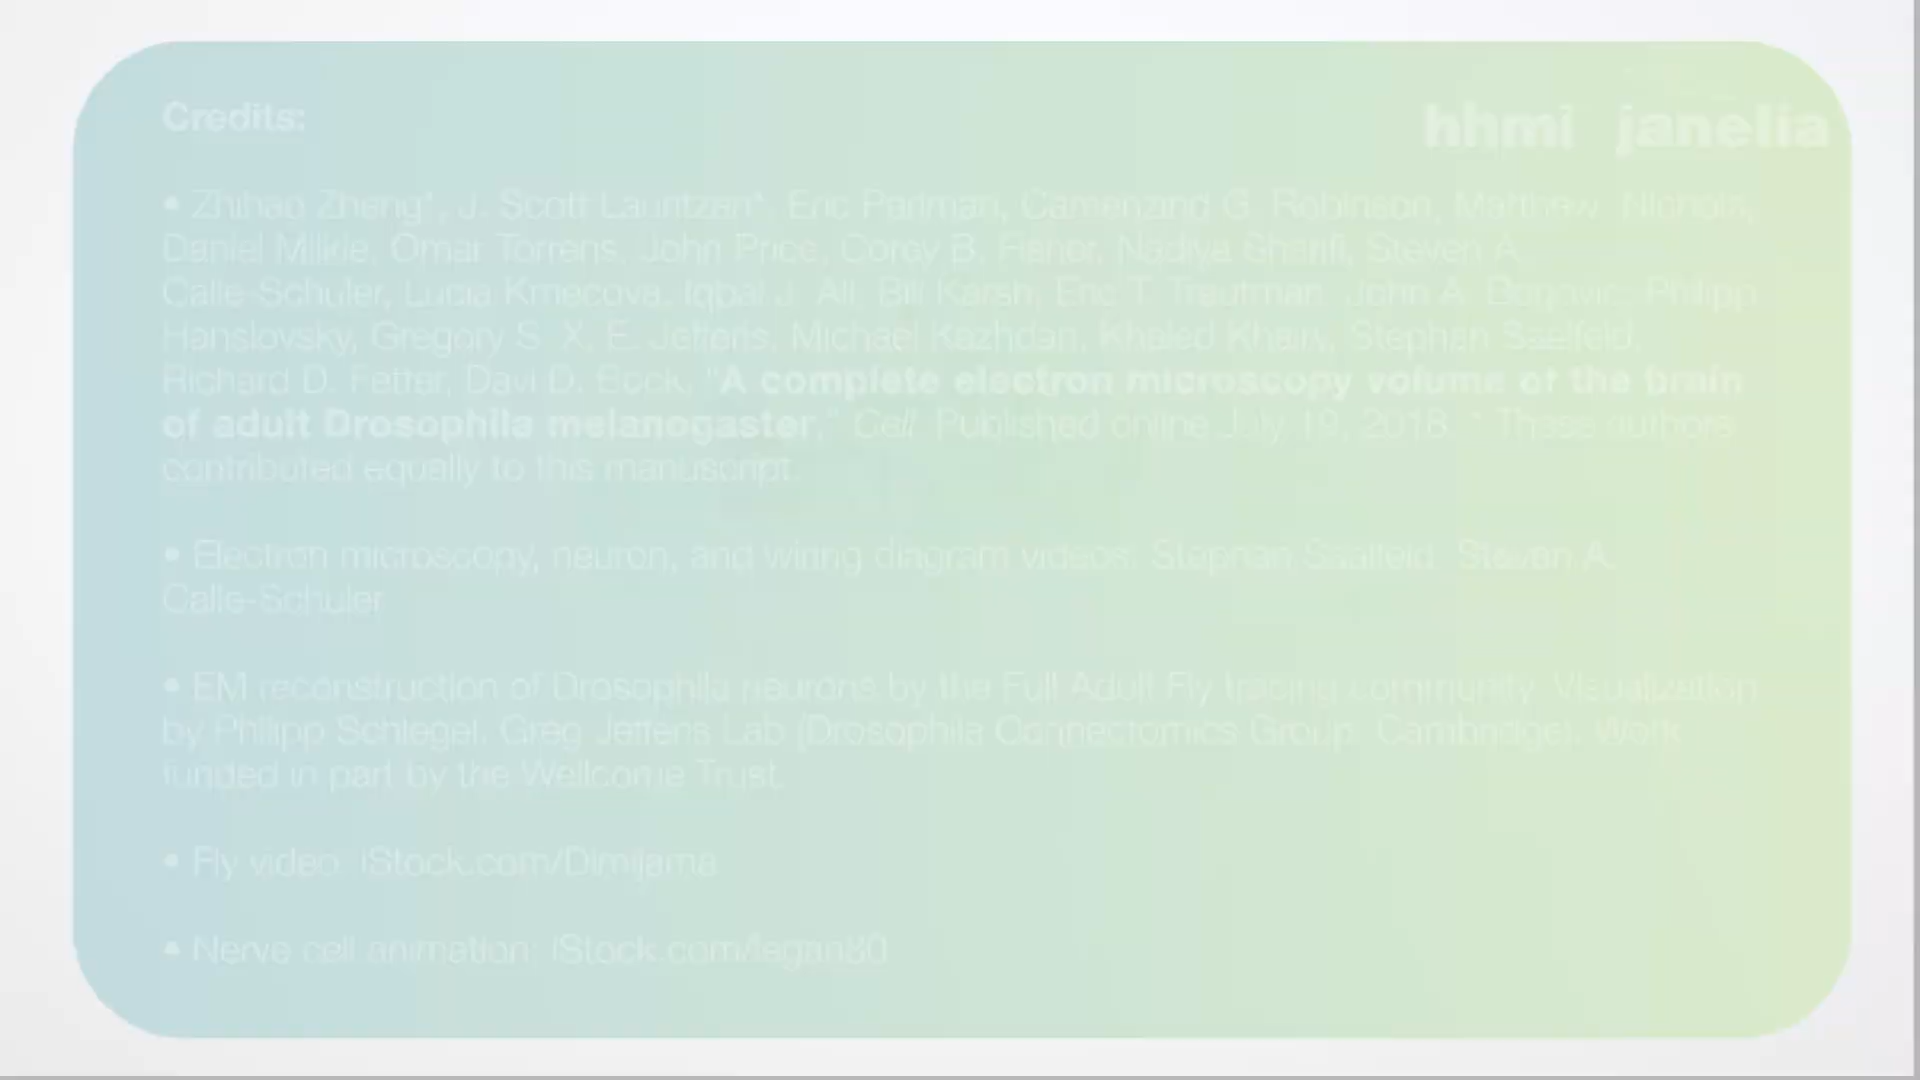 Credits:
hhmi janelia
• Zhihao Zheng*, J. Scott Lauritzen*, Eric Perlman, Camenzind G. Robinson, Matthew Nichols,
Daniel Milkie, Omar Torrens, John Price, Corey B. Fisher, Nadiya Sharifi, Steven A.
Calle-Schuler, Lucia Kmecova, Iqbal J. Ali, Bill Karsh, Eric T. Trautman, John A. Bogovic, Philipp
Hanslovsky, Gregory S. X. E. Jefferis, Michael Kazhdan, Khaled Khairy, Stephan Saalfeld,
Richard D. Fetter, Davi D. Bock. "A complete electron microscopy volume of the brain
of adult Drosophila melanogaster," Cell. Published online July 19, 2018. * These authors
contributed equally to this manuscript.
• Electron microscopy, neuron, and wiring diagram videos: Stephan Saalfeld, Steven A.
Calle-Schuler
• EM reconstruction of Drosophila neurons by the Full Adult Fly tracing community. Visualization
by Philipp Schlegel, Greg Jefferis Lab (Drosophila Connectomics Group, Cambridge). Work
funded in part by the Wellcome Trust.
• Fly video: iStock.com/Dimijana
• Nerve cell animation: